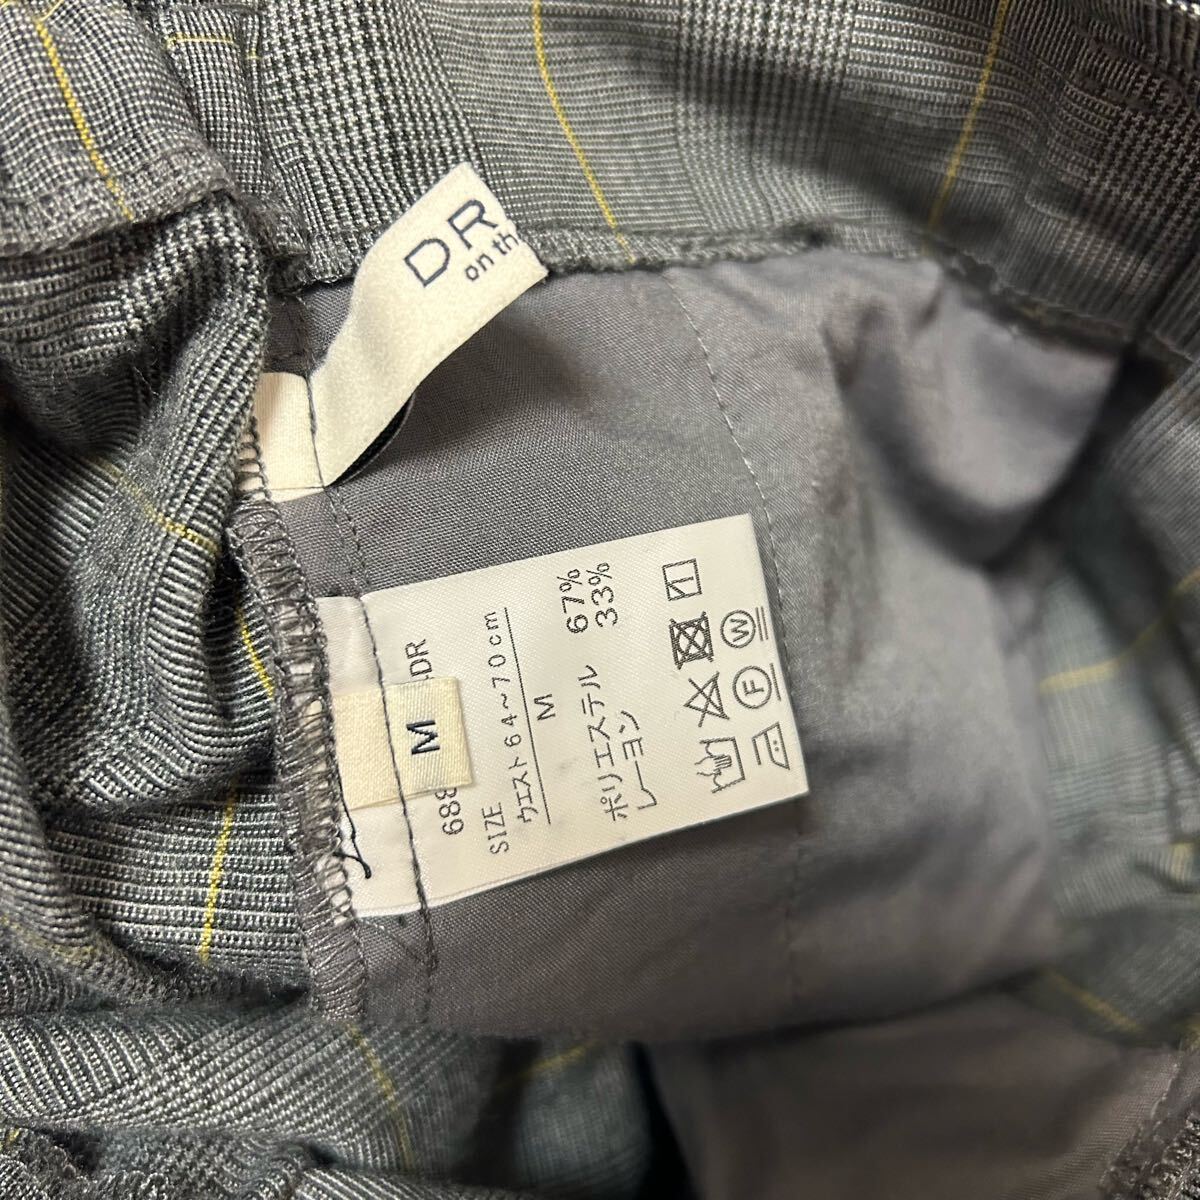 DR
on th
M
688
DR
SIZE
ウエスト64~70cm
M
ポリエステル 67%
レーヨン 33%
W
F